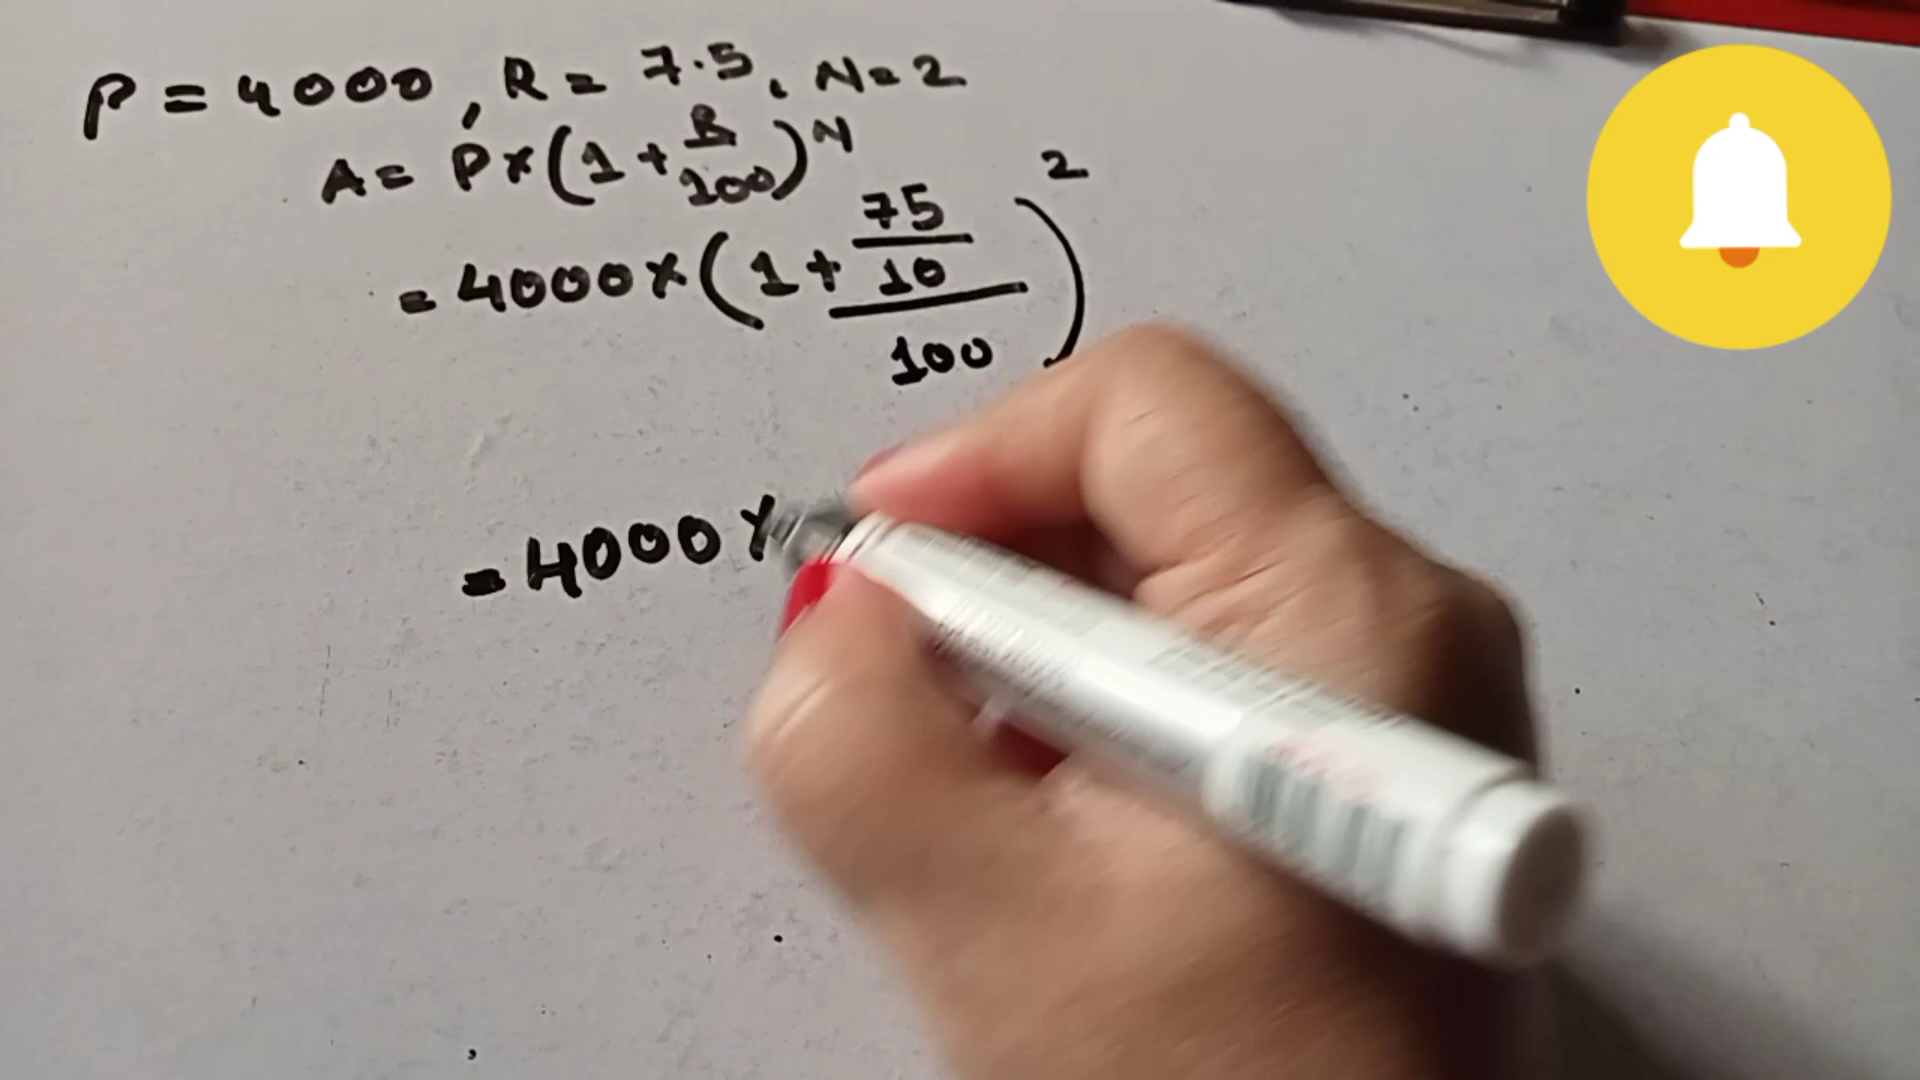 P = 4000, R = 7.5, N = 2
A = P × (1 + R/100)^N
= 4000 × (1 + 75/10/100)^2
= 4000 ×